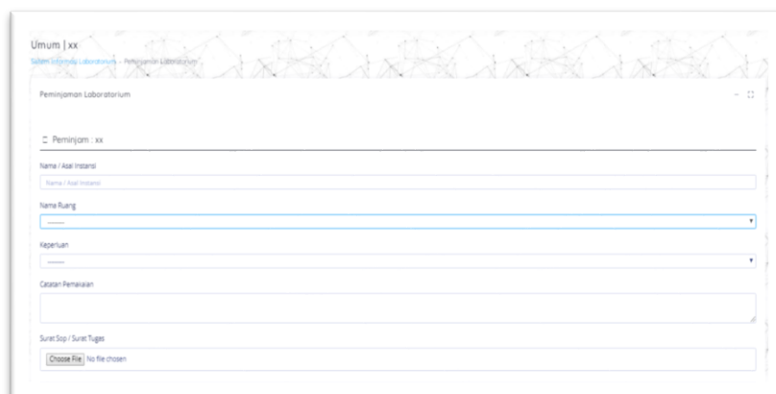 Umum | xx
Sistem Informasi Laboratorium - Peminjaman Laboratorium
Peminjaman Laboratorium
Peminjam : xx
Nama / Asal Instansi
Nama / Asal Instansi
Nama Ruang
--------
Keperluan
--------
Catatan Pemakaian
Surat Sop / Surat Tugas
Choose File No file chosen